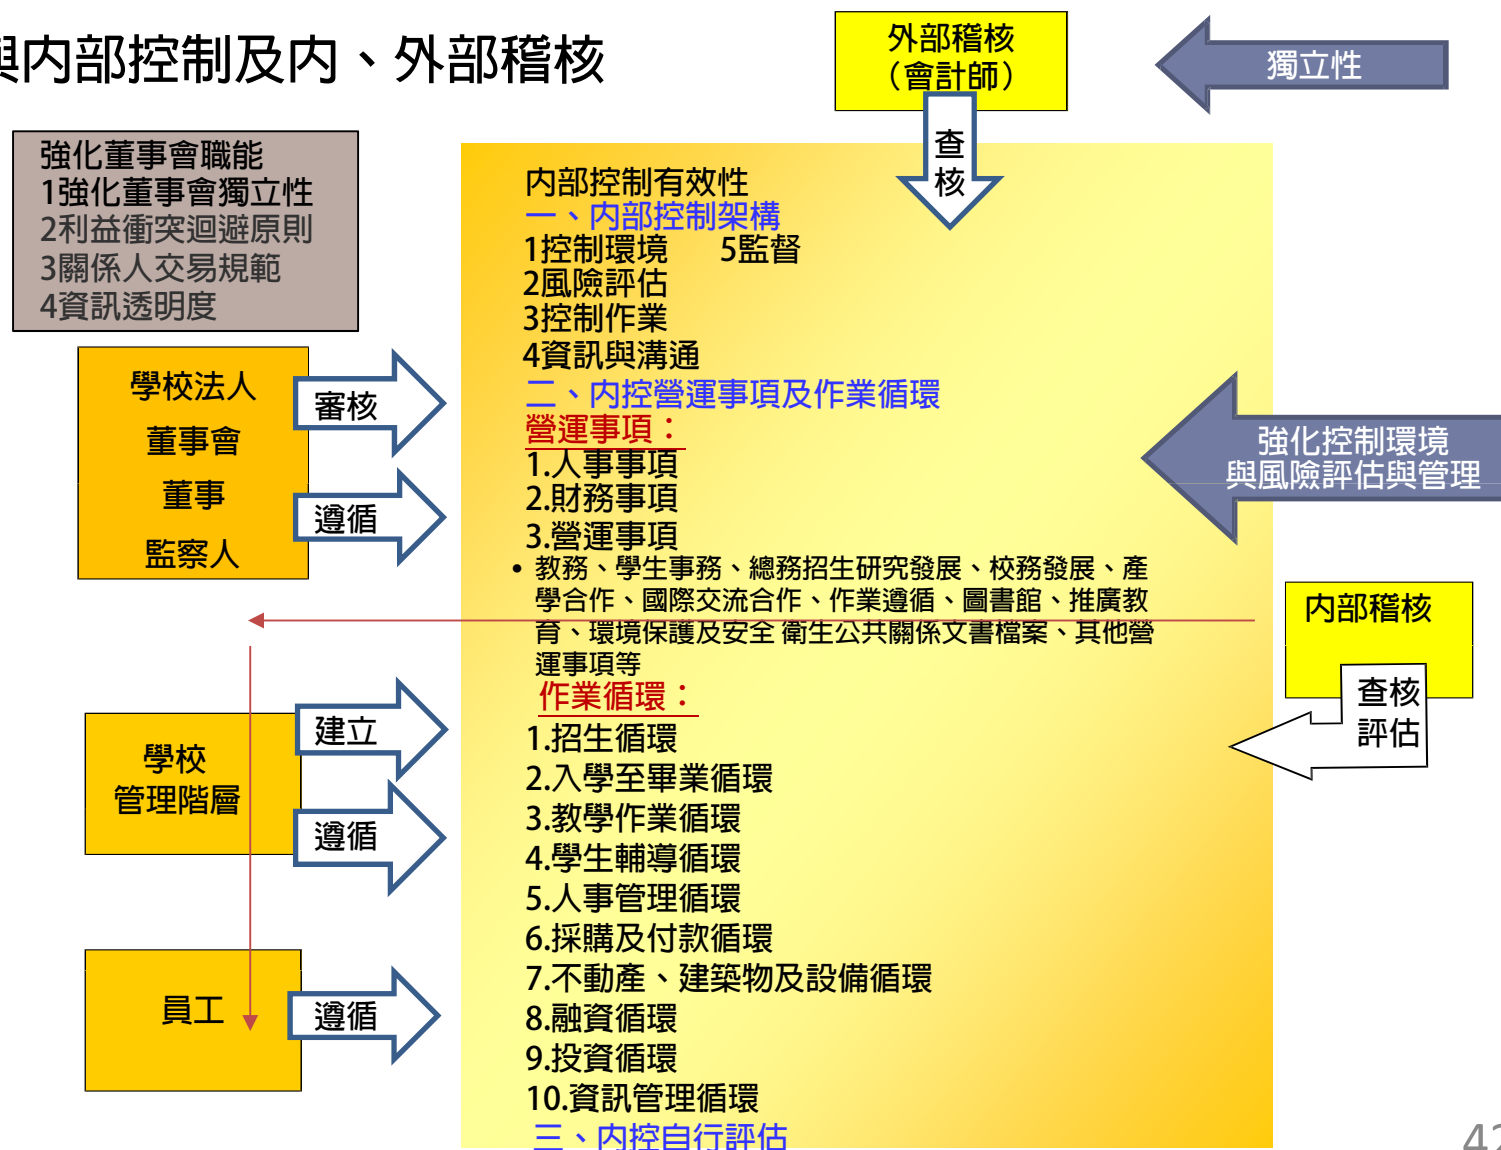 與內部控制及內、外部稽核
外部稽核
（會計師）
獨立性
查
核
強化董事會職能
1強化董事會獨立性
2利益衝突迴避原則
3關係人交易規範
4資訊透明度
學校法人
董事會
董事
監察人
審核
遵循
內部控制有效性
一、內部控制架構
1控制環境 5監督
2風險評估
3控制作業
4資訊與溝通
二、內控營運事項及作業循環
營運事項：
1.人事事項
2.財務事項
3.營運事項
• 教務、學生事務、總務招生研究發展、校務發展、產
學合作、國際交流合作、作業遵循、圖書館、推廣教
育、環境保護及安全 衛生公共關係文書檔案、其他營
運事項等
作業循環：
1.招生循環
2.入學至畢業循環
3.教學作業循環
4.學生輔導循環
5.人事管理循環
6.採購及付款循環
7.不動產、建築物及設備循環
8.融資循環
9.投資循環
10.資訊管理循環
三、內控自行評估
強化控制環境
與風險評估與管理
內部稽核
查核
評估
學校
管理階層
建立
遵循
員工
遵循
42